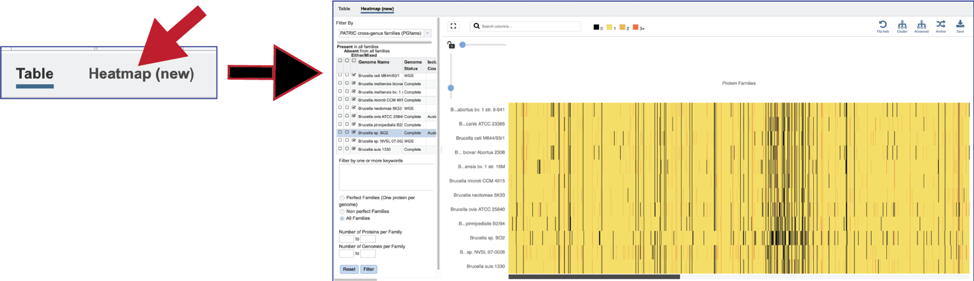 Table Heatmap (new)
Table Heatmap (new)
Filter By
PATRIC cross-genus families (PGfams)
Present in all families
Absent from all families
Either/Mixed
Genome Name Genome Status
Brucella ceti M644/93/1 WGS
Brucella melitensis bovar Complete
Brucella melitensis bv. 1 Complete
Brucella microti CCM 4915 Complete
Brucella neotomae 5K33 WGS
Brucella ovis ATCC 25840 Complete
Brucella pinnipedialis B2/94 Complete
Brucella sp. BO2 Complete
Brucella sp. NVSL 07-0026 WGS
Brucella suis 1330 Complete
Filter by one or more keywords
Perfect Families (One protein per genome)
Non perfect Families
All Families
Number of Proteins per Family
to
Number of Genomes per Family
to
Reset Filter
Search columns...
0 1 2 3+
Flip Axis Cluster Advanced Anchor Save
Protein Families
B...abortus bv. 1 str. 9-941
B...canis ATCC 23365
Brucella ceti M644/93/1
B... bovar Abortus 2308
B...ensis bv. 1 str. 16M
Brucella microti CCM 4915
Brucella neotomae 5K33
Brucella ovis ATCC 25840
B...pinnipedialis B2/94
Brucella sp. BO2
B...sp. NVSL 07-0026
Brucella suis 1330